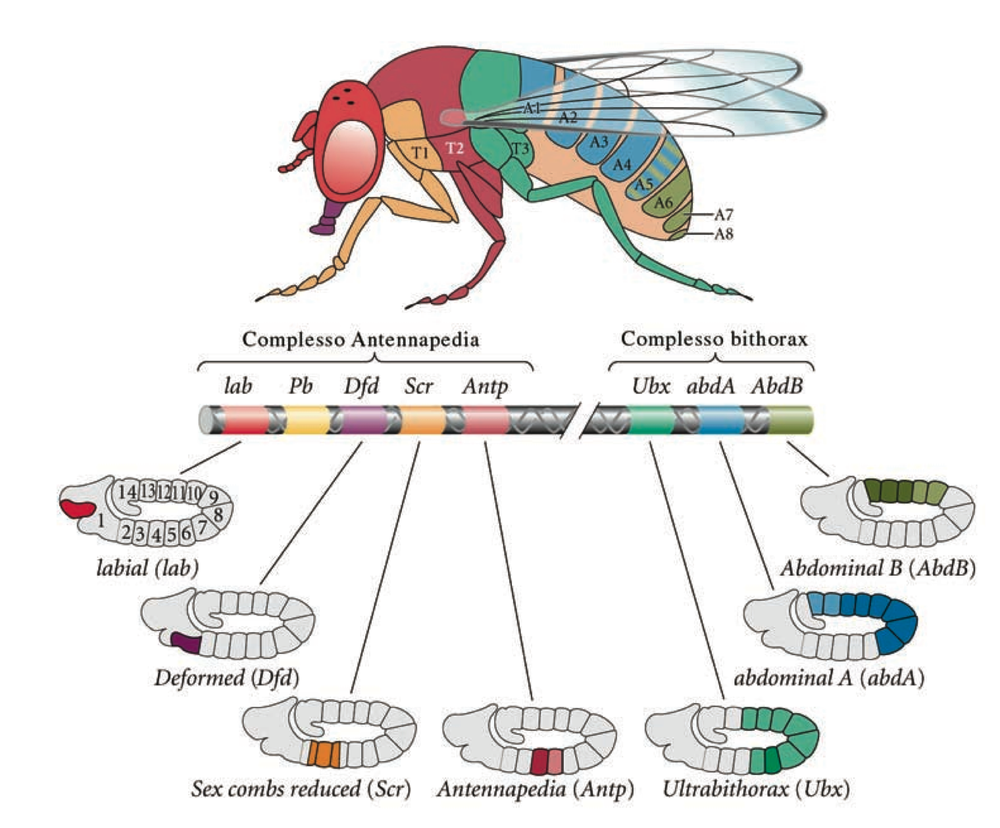 A1
A2
T1
T2
T3
A3
A4
A5
A6
A7
A8
Complesso Antennapedia
Complesso bithorax
lab Pb Dfd Scr Antp
Ubx abdA AbdB
14 13 12 11 10 9
8
1
2 3 4 5 6 7
labial (lab)
Abdominal B (AbdB)
Deformed (Dfd)
abdominal A (abdA)
Sex combs reduced (Scr)
Antennapedia (Antp)
Ultrabithorax (Ubx)